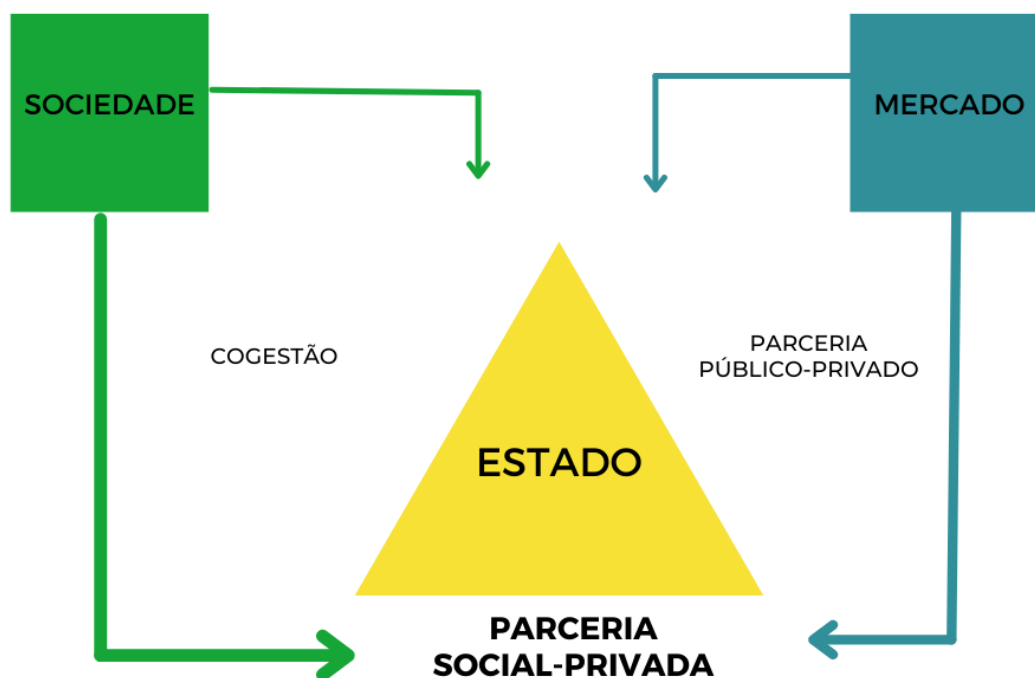 SOCIEDADE
MERCADO
COGESTÃO
PARCERIA
PÚBLICO-PRIVADO
ESTADO
PARCERIA
SOCIAL-PRIVADA